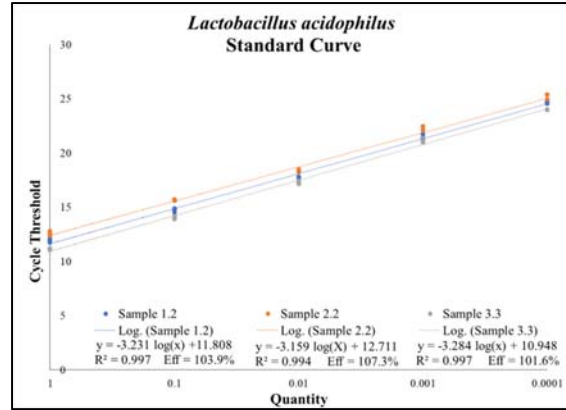 Lactobacillus acidophilus
Standard Curve
30
25
20
15
10
5
0
Cycle Threshold
Sample 1.2 Sample 2.2 Sample 3.3
Log. (Sample 1.2) Log. (Sample 2.2) Log. (Sample 3.3)
y = -3.231 log(x) +11.808 y = -3.159 log(X) + 12.711 y = -3.284 log(x) + 10.948
R² = 0.997 Eff = 103.9% R² = 0.994 Eff = 107.3% R² = 0.997 Eff = 101.6%
1 0.1 0.01 0.001 0.0001
Quantity